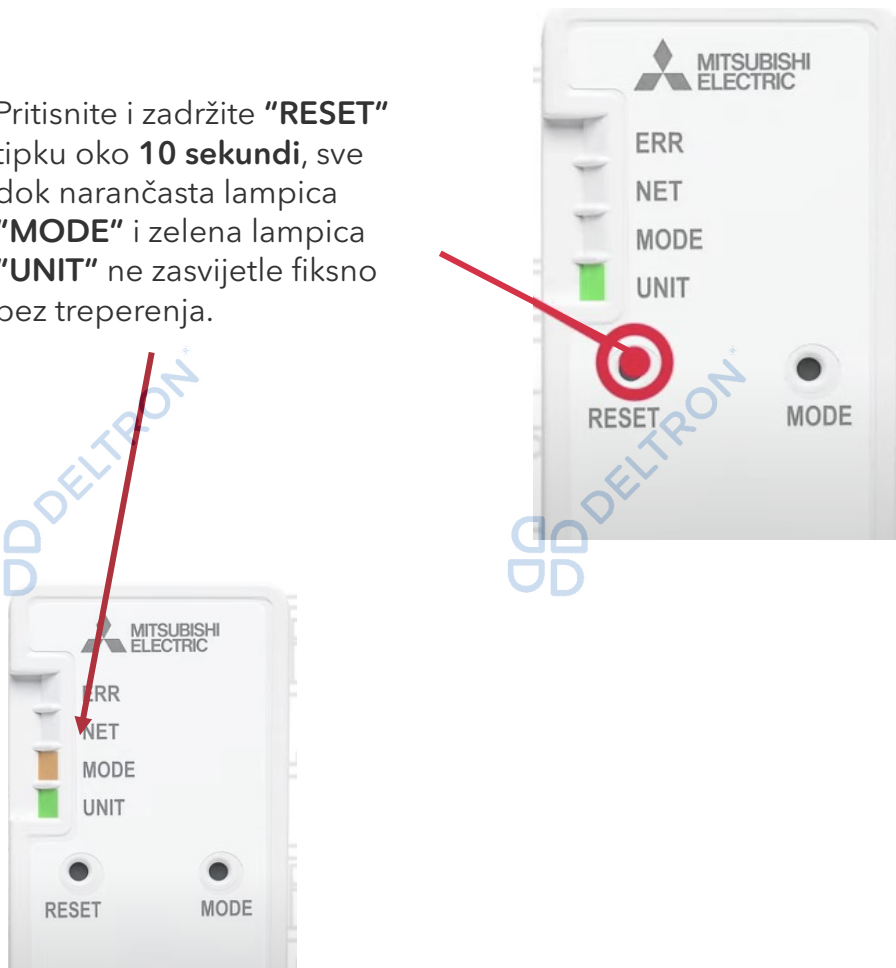 Pritisnite i zadržite "RESET"
tipku oko 10 sekundi, sve
dok narančasta lampica
"MODE" i zelena lampica
"UNIT" ne zasvijetle fiksno
bez treperenja.
MITSUBISHI
ELECTRIC
ERR
NET
MODE
UNIT
RESET
MODE
DELTRON
DELTRON
MITSUBISHI
ELECTRIC
ERR
NET
MODE
UNIT
RESET
MODE